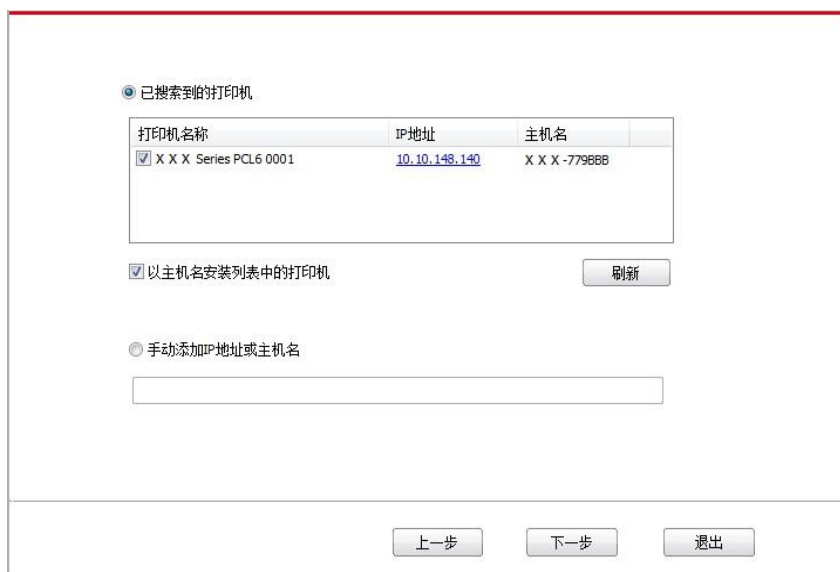 已搜索到的打印机
打印机名称 IP地址 主机名
X X X Series PCL6 0001 10.10.148.140 X X X -779BBB
以主机名安装列表中的打印机 刷新
手动添加IP地址或主机名
上一步 下一步 退出